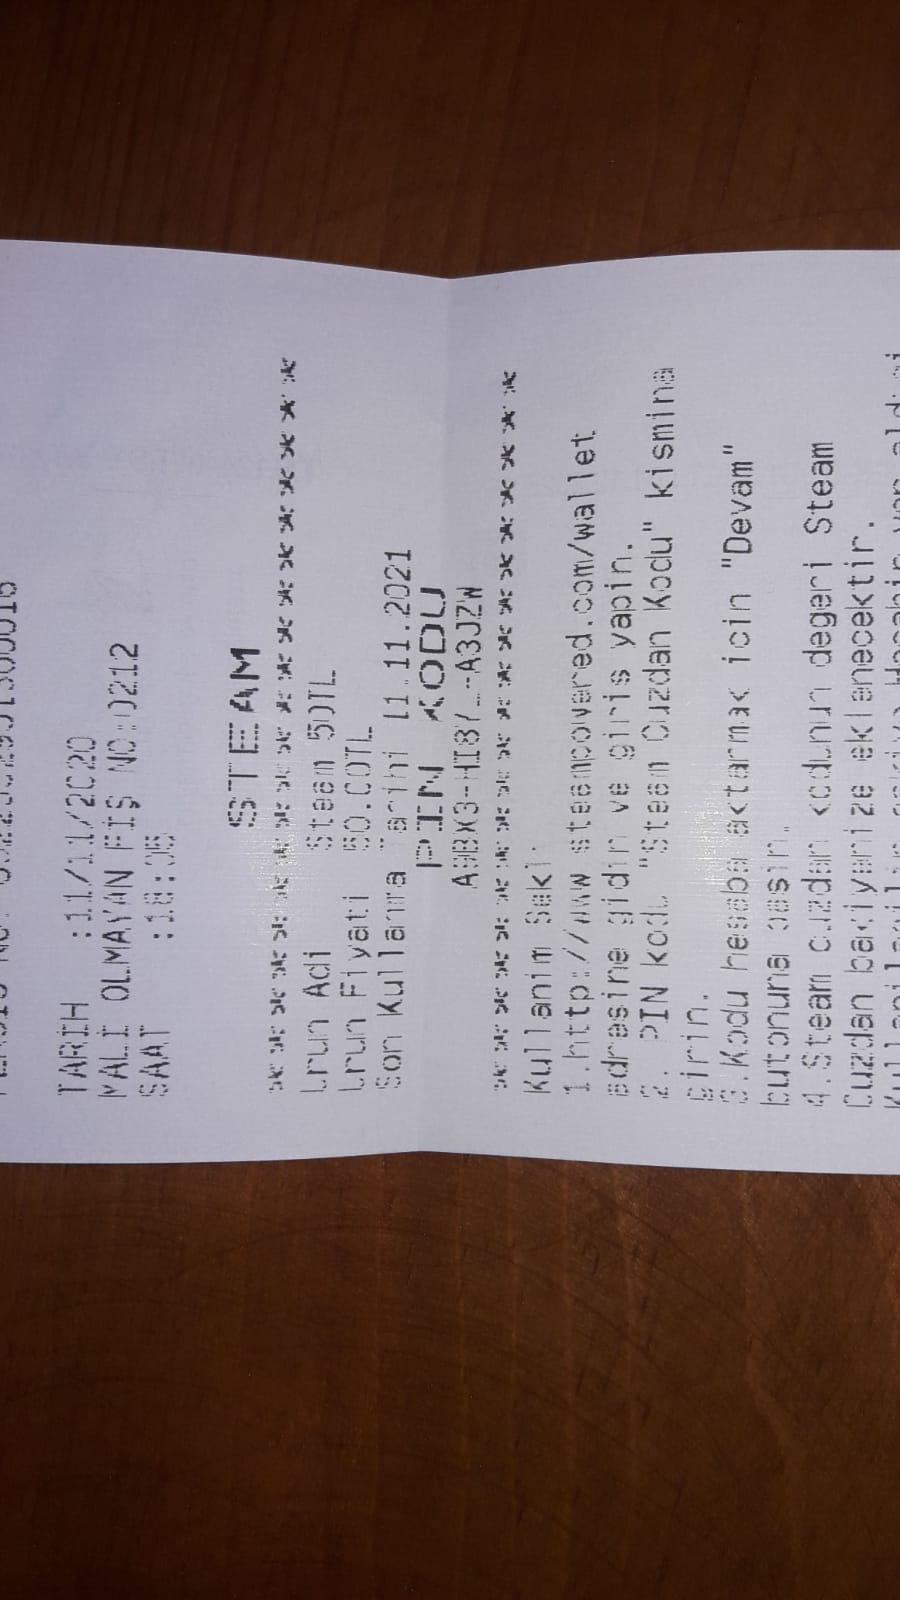 TARIH :11/11/2020
MALI OLMAYAN FIŞ NO:0212
SAAT :18:05
STEAM
********************
Urun Adi Steam 50TL
Urun Fiyati 50.00TL
Son Kullanma Tarihi 11.11.2021
PIN KODU
********************
Kullanim Sekli:
1.http://www.steampowered.com/wallet
adresine gidin ve giris yapin.
2. PIN kodu "Steam Cuzdan Kodu" kismina
girin.
3.Kodu hesaba aktarmak icin "Devam"
butonuna basin.
4.Steam cuzdan kodunun degeri Steam
Cuzdan bakiyenize eklenecektir.